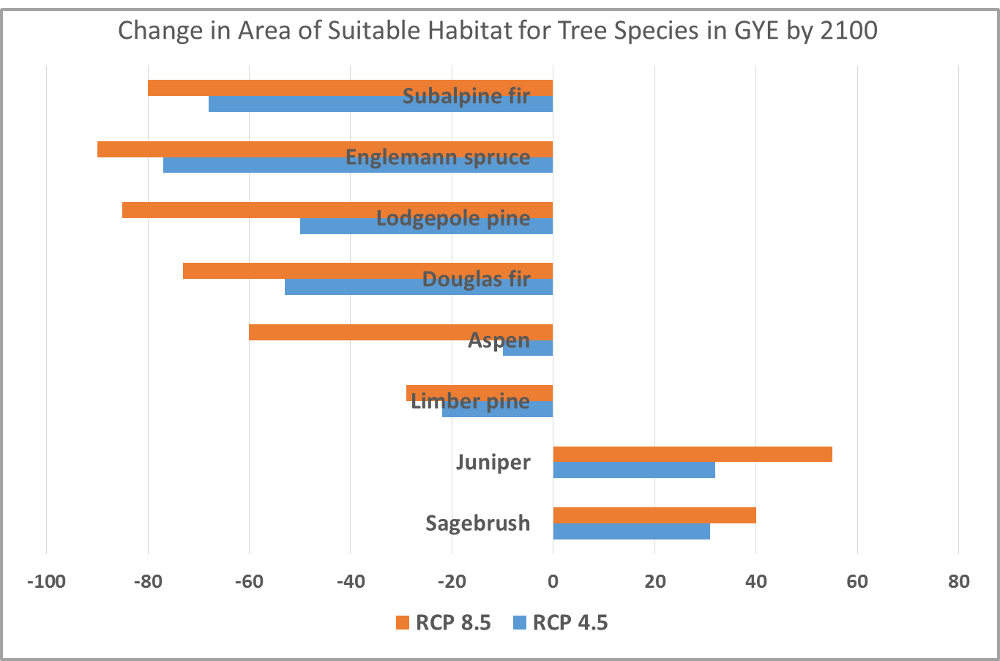 Change in Area of Suitable Habitat for Tree Species in GYE by 2100
Subalpine fir
Englemann spruce
Lodgepole pine
Douglas fir
Aspen
Limber pine
Juniper
Sagebrush
-100 -80 -60 -40 -20 0 20 40 60 80
RCP 8.5 RCP 4.5